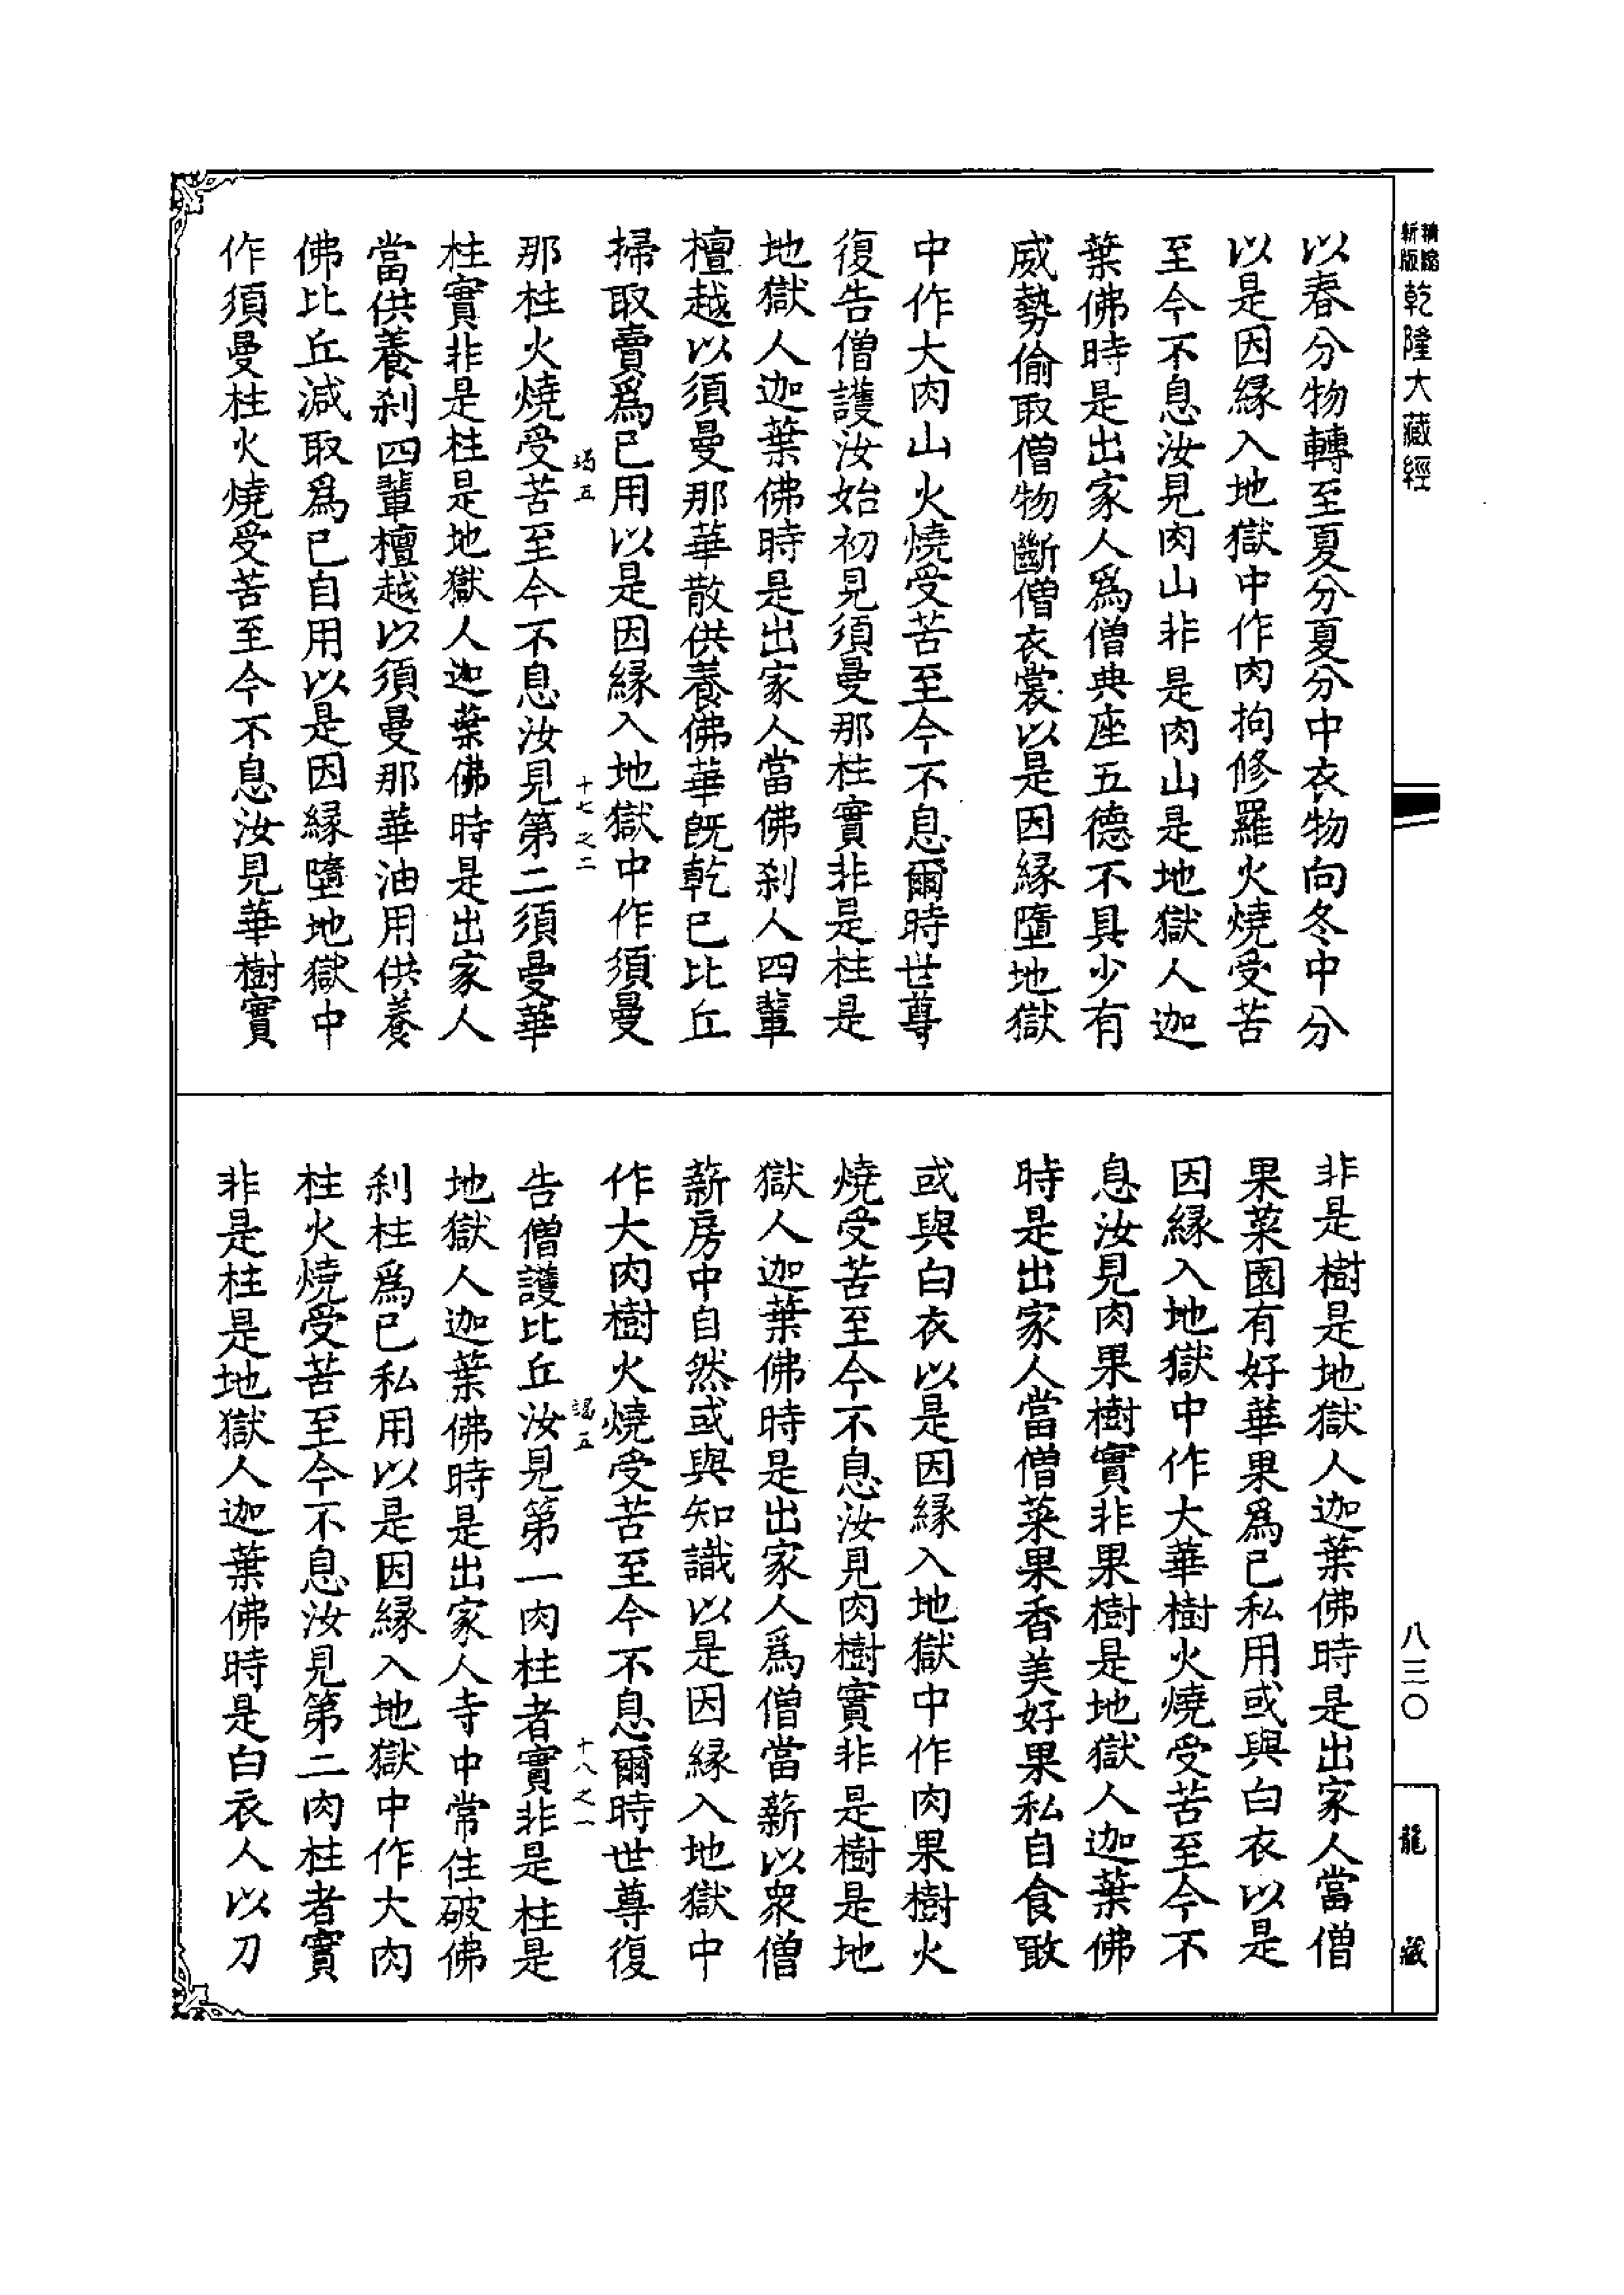 新版
精縮
乾隆大藏經
以春分物轉至夏分夏分中衣物向冬中分
以是因緣入地獄中作肉拘修羅火燒受苦
至今不息汝見肉山非是肉山是地獄人迦
葉佛時是出家人爲僧典座五德不具少有
威勢偷取僧物斷僧衣裳以是因緣墮地獄
中作大肉山火燒受苦至今不息爾時世尊
復告僧護汝始初見須曼那柱實非是柱是
地獄人迦葉佛時是出家人當佛刹人四輩
檀越以須曼那華散供養佛華旣乾已比丘
掃取賣爲已用以是因緣入地獄中作須曼
竭五
十七之二
那柱火燒受苦至今不息汝見第二須曼華
柱實非是柱是地獄人迦葉佛時是出家人
當供養刹四輩檀越以須曼那華油用供養
佛比丘減取爲已自用以是因緣墮地獄中
作須曼柱火燒受苦至今不息汝見華樹實
非是樹是地獄人迦葉佛時是出家人當僧
果菜園有好華果爲已私用或與白衣以是
因緣入地獄中作大華樹火燒受苦至今不
息汝見肉果樹實非果樹是地獄人迦葉佛
時是出家人當僧菜果香美好果私自食噉
或與白衣以是因緣入地獄中作肉果樹火
燒受苦至今不息汝見肉樹實非是樹是地
獄人迦葉佛時是出家人爲僧當薪以衆僧
薪房中自然或與知識以是因緣入地獄中
作大肉樹火燒受苦至今不息爾時世尊復
竭五
十八之一
告僧護比丘汝見第一肉柱者實非是柱是
地獄人迦葉佛時是出家人寺中常住破佛
刹柱爲已私用以是因緣入地獄中作大肉
柱火燒受苦至今不息汝見第二肉柱者實
非是柱是地獄人迦葉佛時是白衣人以刀
八三〇
龍藏